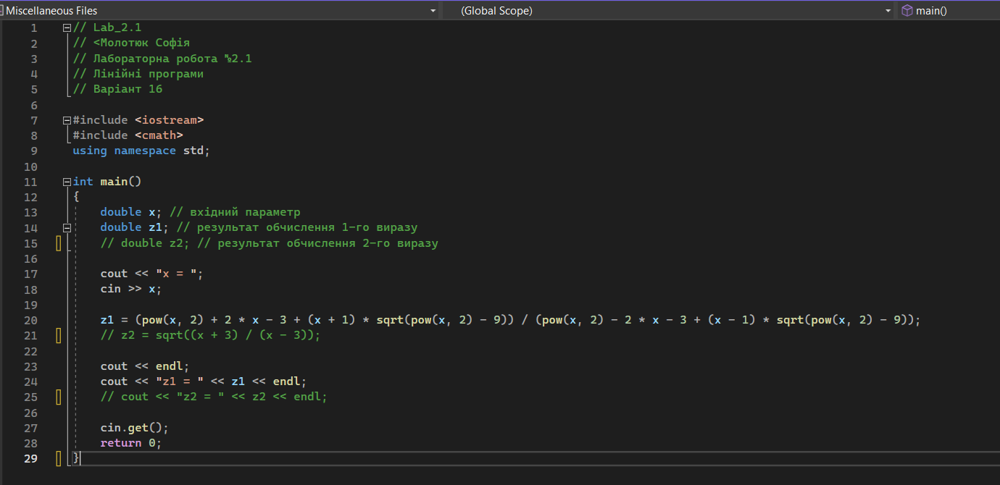 Miscellaneous Files (Global Scope) main()
1 // Lab_2.1
2 // <Молотюк Софія
3 // Лабораторна робота №2.1
4 // Лінійні програми
5 // Варіант 16
6
7 #include <iostream>
8 #include <cmath>
9 using namespace std;
10
11 int main()
12 {
13 double x; // вхідний параметр
14 double z1; // результат обчислення 1-го виразу
15 // double z2; // результат обчислення 2-го виразу
16
17 cout << "x = ";
18 cin >> x;
19
20 z1 = (pow(x, 2) + 2 * x - 3 + (x + 1) * sqrt(pow(x, 2) - 9)) / (pow(x, 2) - 2 * x - 3 + (x - 1) * sqrt(pow(x, 2) - 9));
21 // z2 = sqrt((x + 3) / (x - 3));
22
23 cout << endl;
24 cout << "z1 = " << z1 << endl;
25 // cout << "z2 = " << z2 << endl;
26
27 cin.get();
28 return 0;
29 }